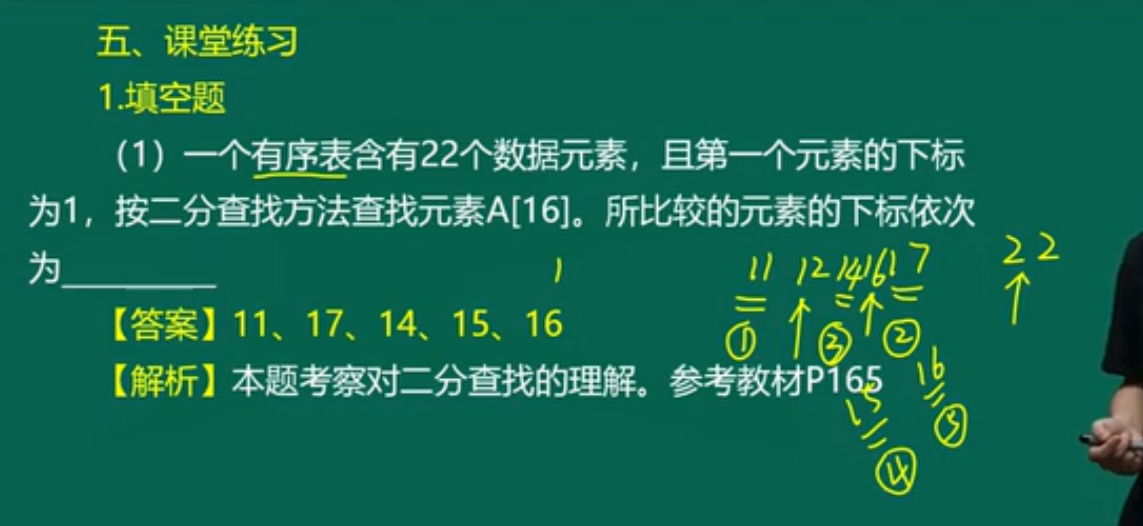 五、课堂练习
1.填空题
（1）一个有序表含有22个数据元素，且第一个元素的下标
为1，按二分查找方法查找元素A[16]。所比较的元素的下标依次
为________
1 11 12 14 16 17 22
【答案】11、17、14、15、16
① ③ ②
【解析】本题考察对二分查找的理解。参考教材P165
16
15 ⑤
④